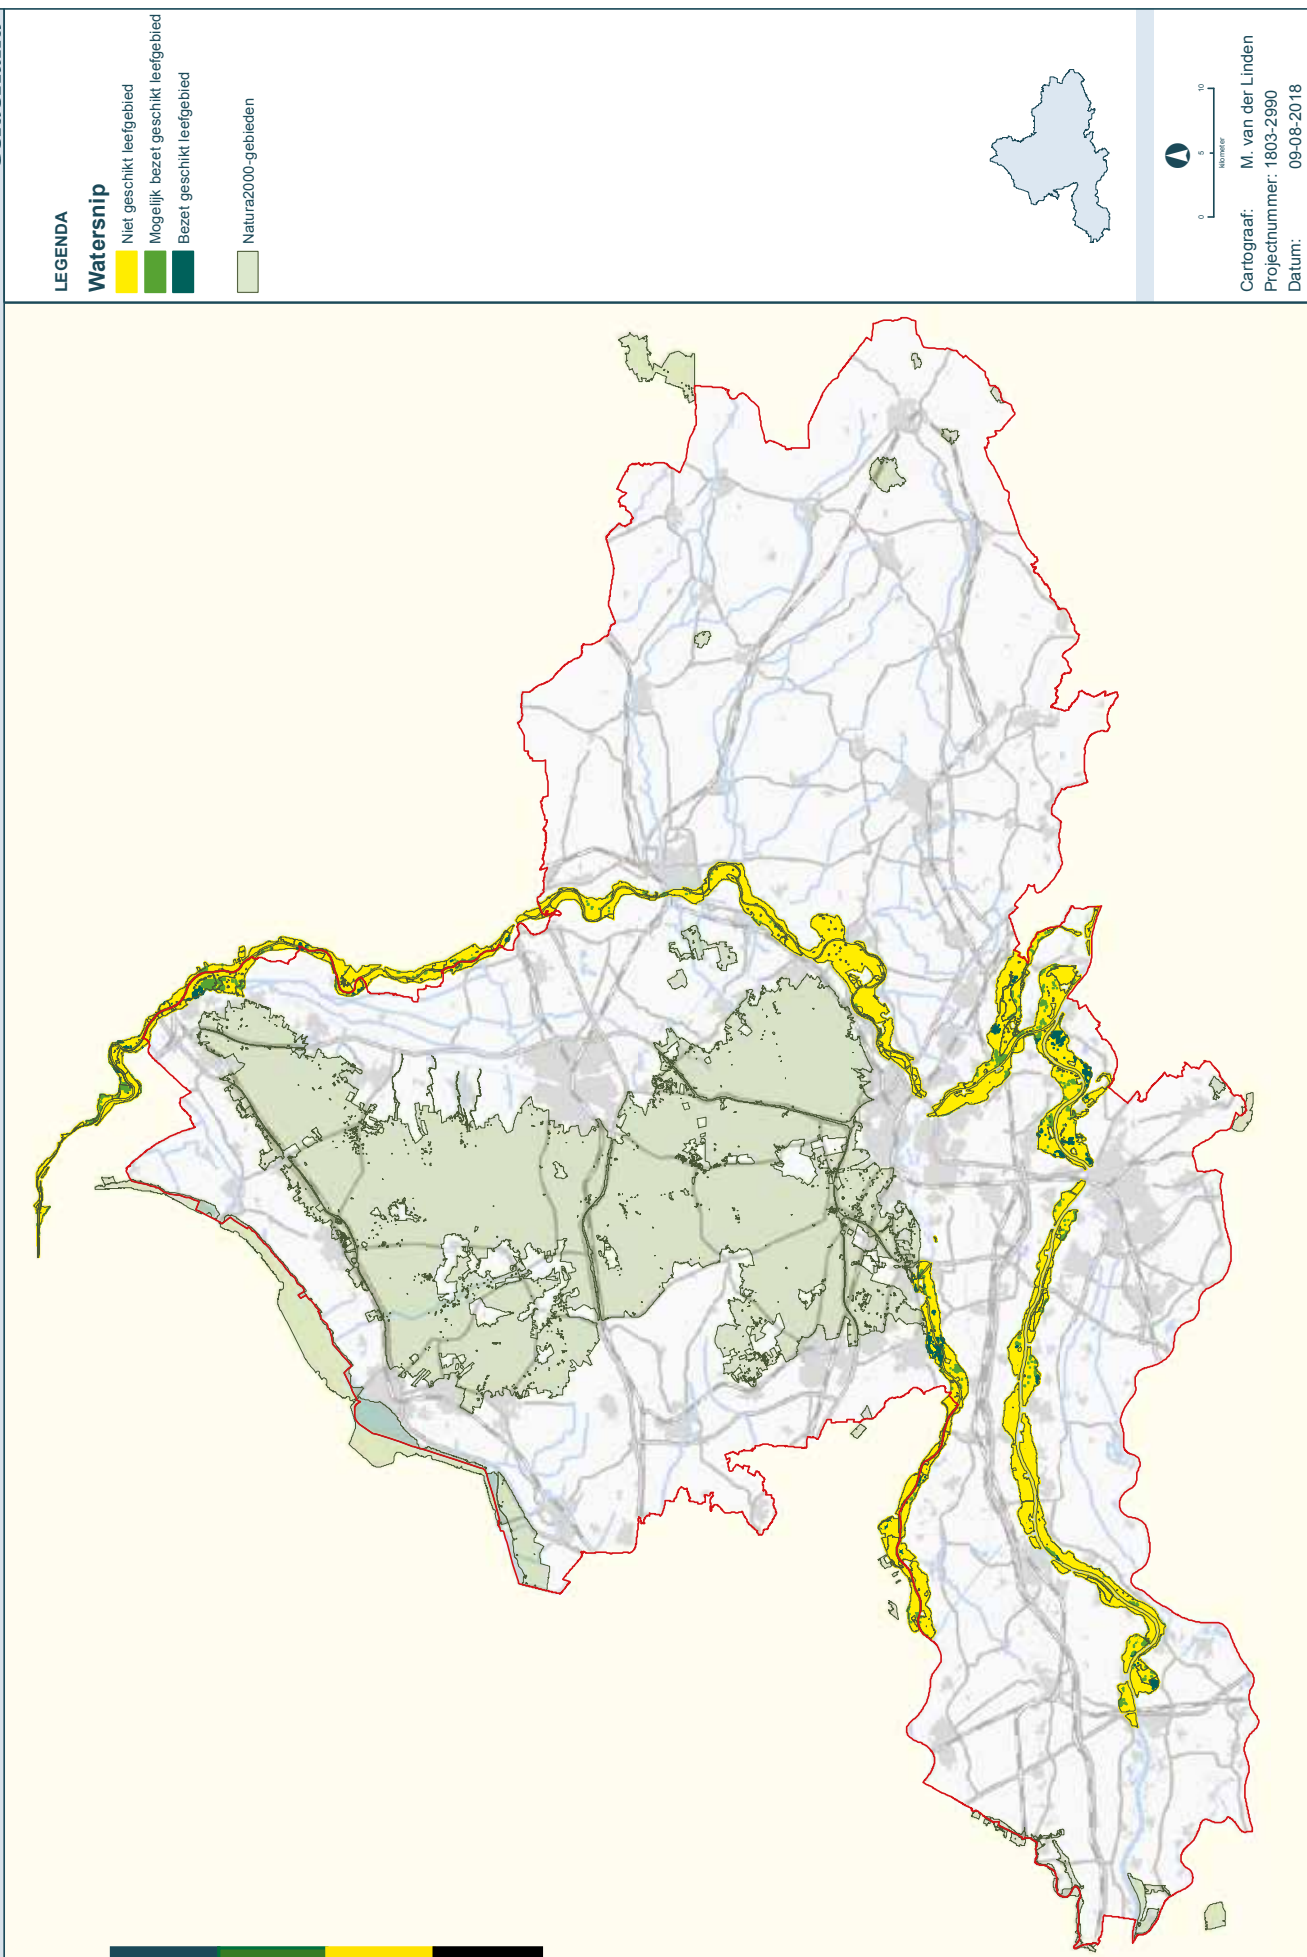 LEGENDA
Watersnip
Niet geschikt leefgebied
Mogelijk bezet geschikt leefgebied
Bezet geschikt leefgebied
Natura2000-gebieden
0 5 10
kilometer
Cartograaf: M. van der Linden
Projectnummer: 1803-2990
Datum: 09-08-2018